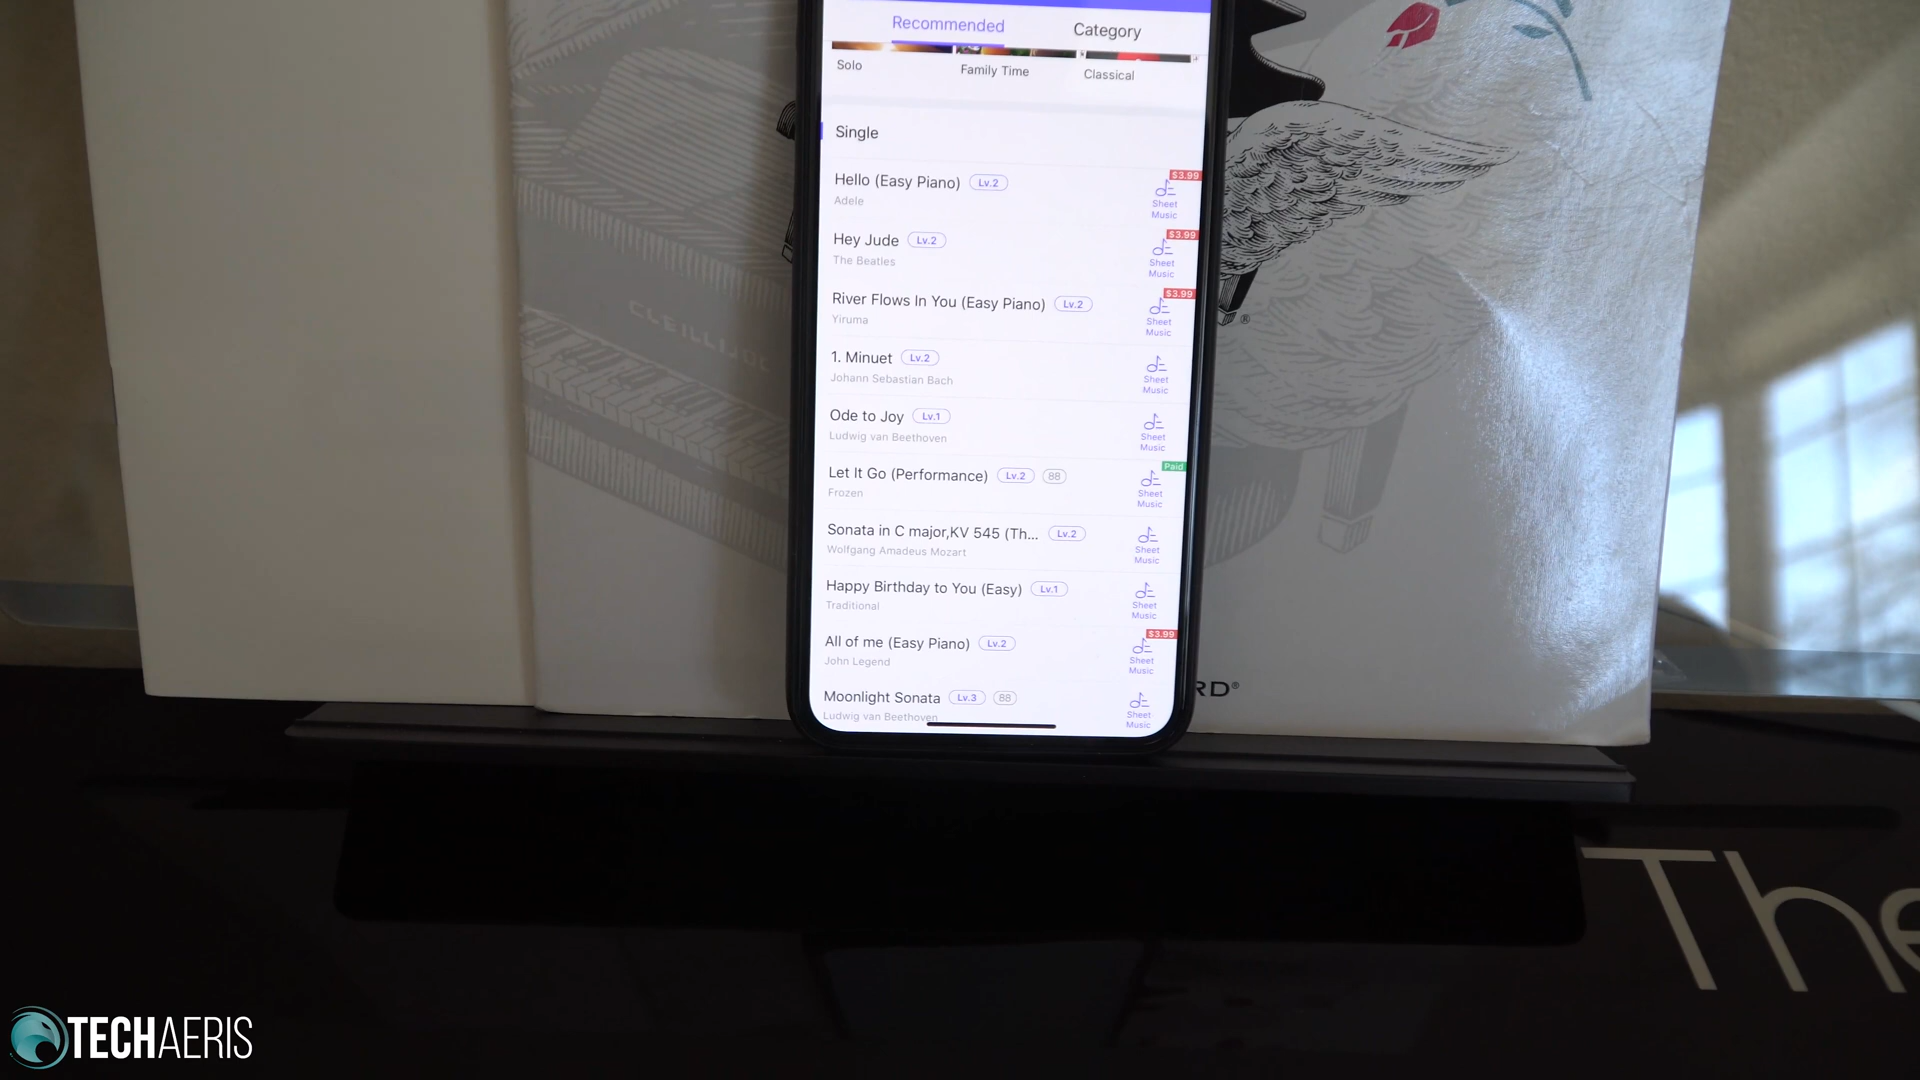 Recommended Category
Solo Family Time Classical
Single
Hello (Easy Piano) Lv.2 $3.99
Adele Sheet Music
Hey Jude Lv.2 $3.99
The Beatles Sheet Music
River Flows In You (Easy Piano) Lv.2 $3.99
Yiruma Sheet Music
1. Minuet Lv.2
Johann Sebastian Bach Sheet Music
Ode to Joy Lv.1
Ludwig van Beethoven Sheet Music
Let It Go (Performance) Lv.2 88 Paid
Frozen Sheet Music
Sonata in C major,KV 545 (Th... Lv.2
Wolfgang Amadeus Mozart Sheet Music
Happy Birthday to You (Easy) Lv.1
Traditional Sheet Music
All of me (Easy Piano) Lv.2 $3.99
John Legend Sheet Music
Moonlight Sonata Lv.3 88
Ludwig van Beethoven Sheet Music
RD®
The
TECHAERIS